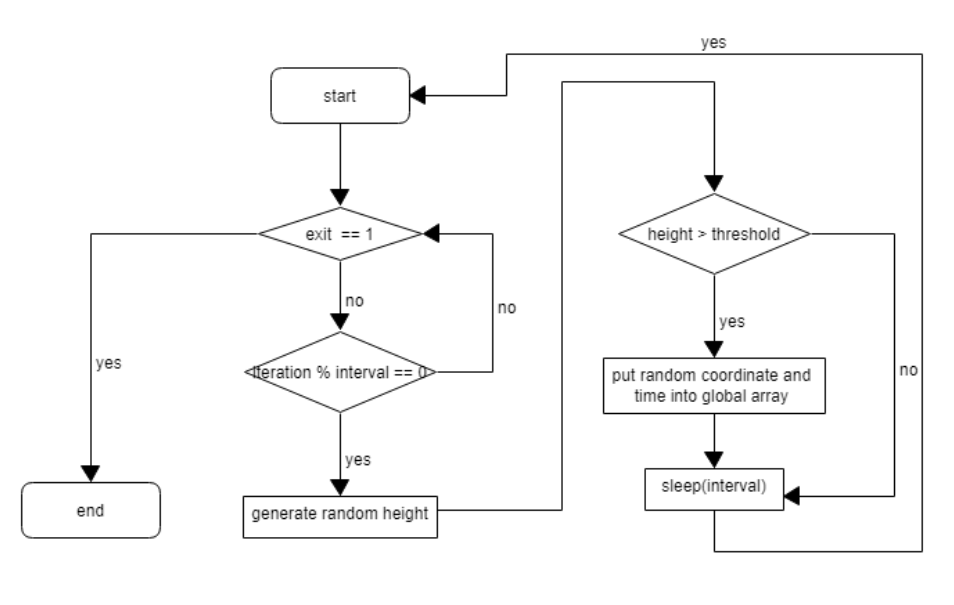 yes
start
exit == 1
no
no
yes
Iteration % interval == 0
yes
generate random height
end
height > threshold
yes
no
put random coordinate and
time into global array
sleep(interval)